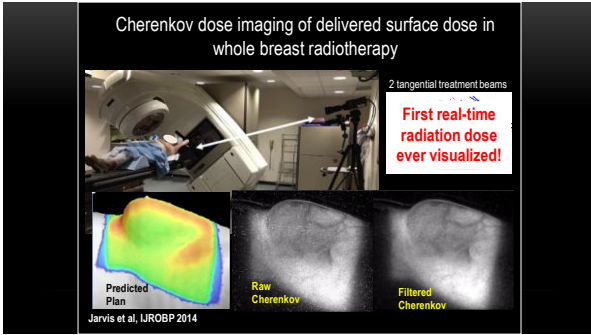 Cherenkov dose imaging of delivered surface dose in
whole breast radiotherapy
2 tangential treatment beams
First real-time
radiation dose
ever visualized!
Predicted
Plan
Raw
Cherenkov
Filtered
Cherenkov
Jarvis et al, IJROBP 2014